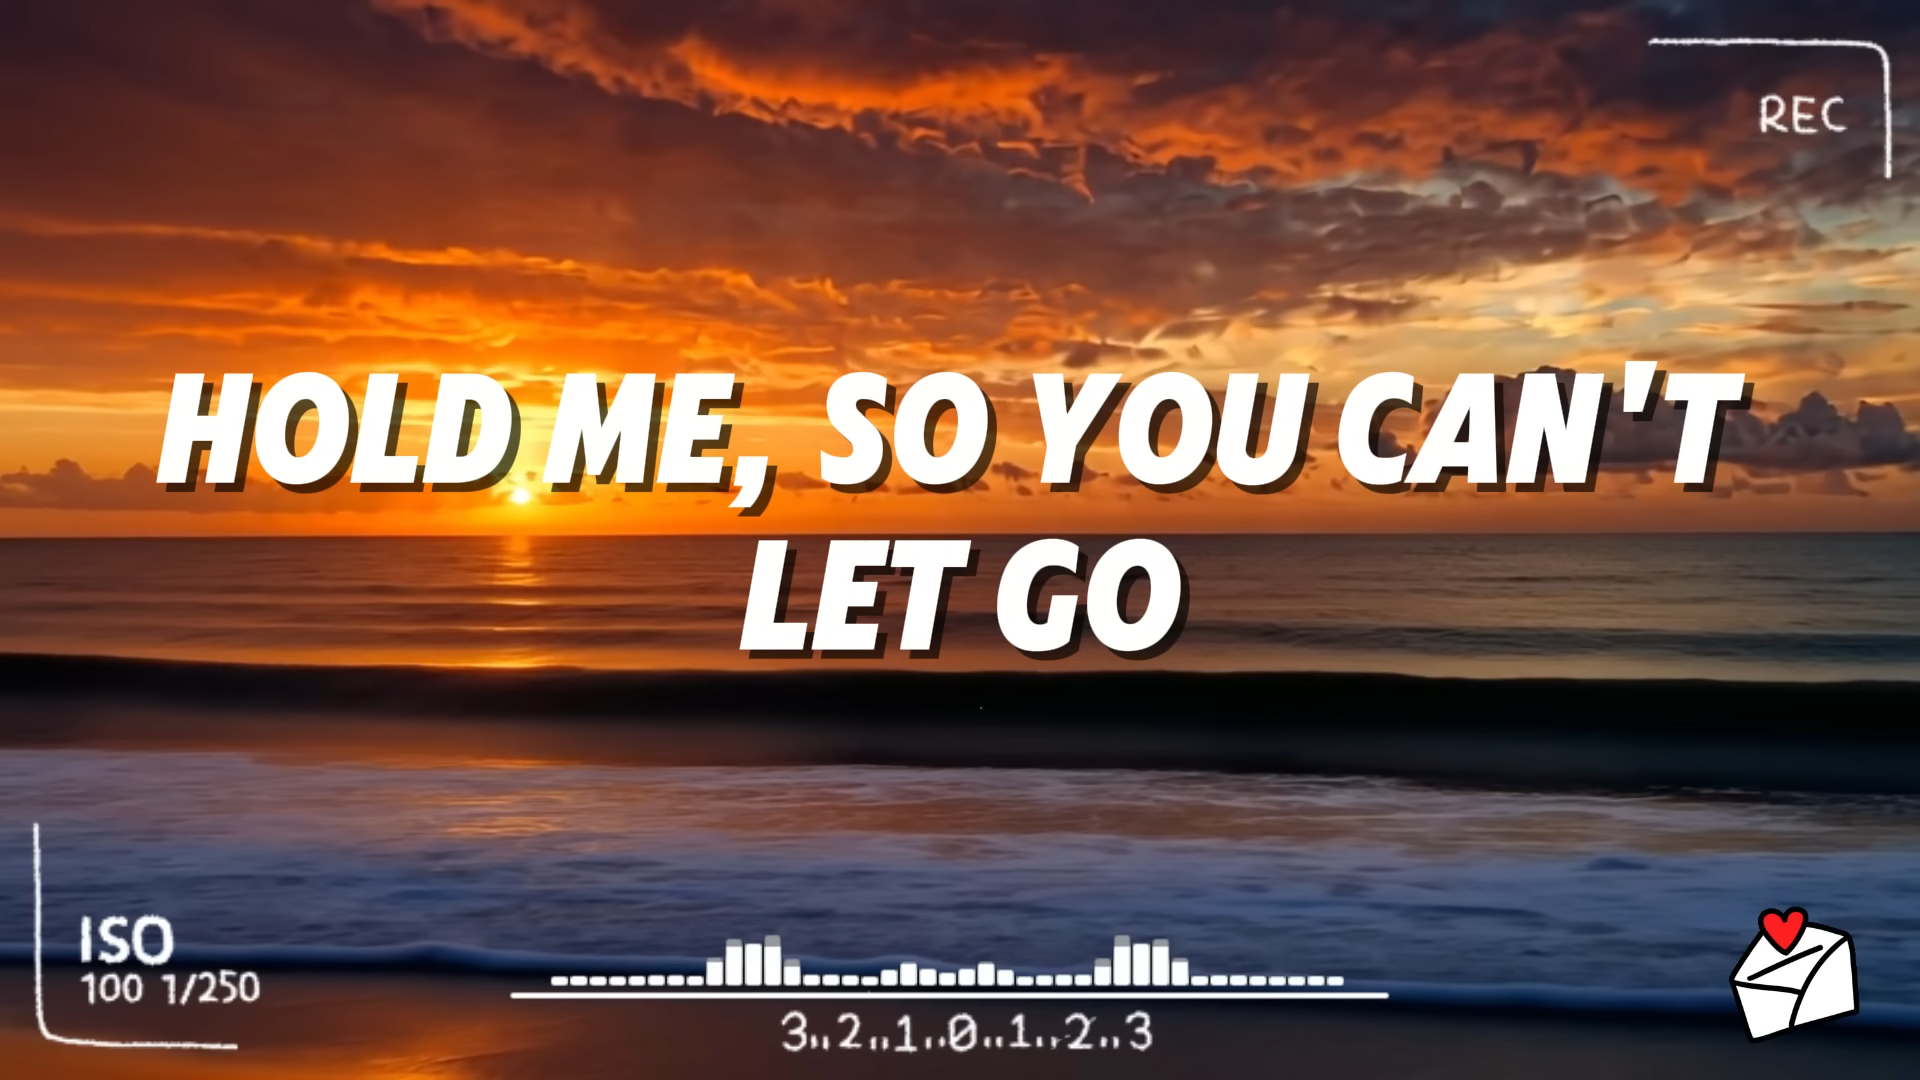 REC
HOLD ME, SO YOU CAN'T
LET GO
ISO
100 1/250
3..2..1..0..1..2..3